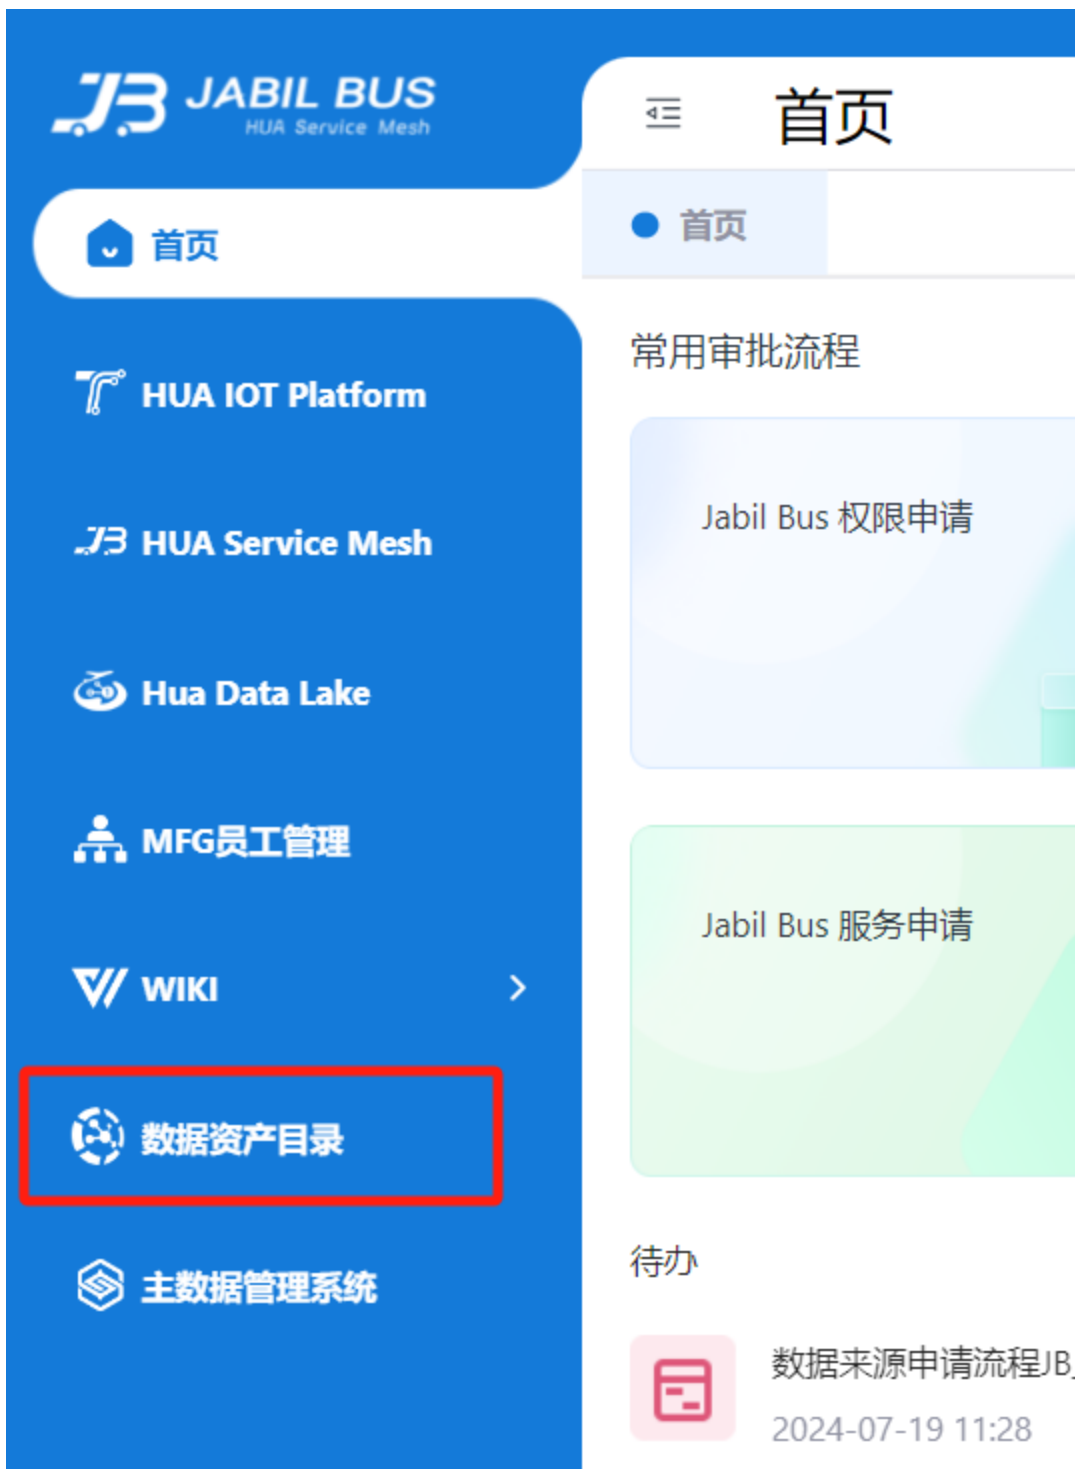 JABIL BUS
HUA Service Mesh
首页
HUA IOT Platform
HUA Service Mesh
Hua Data Lake
MFG员工管理
WIKI
数据资产目录
主数据管理系统
首页
首页
常用审批流程
Jabil Bus 权限申请
Jabil Bus 服务申请
待办
数据来源申请流程JB_
2024-07-19 11:28